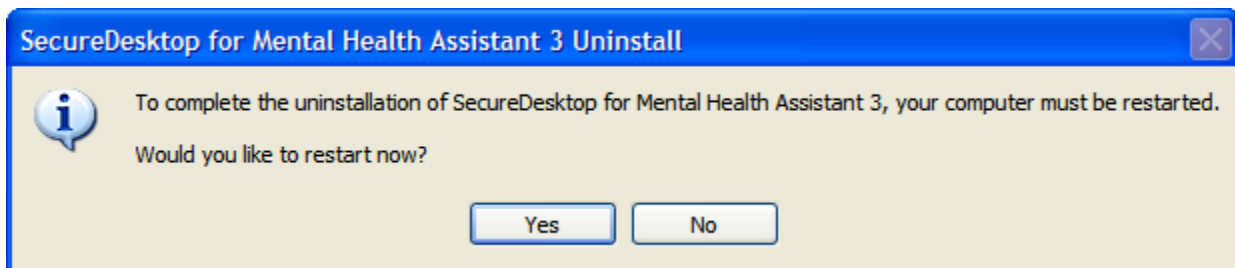 SecureDesktop for Mental Health Assistant 3 Uninstall
To complete the uninstallation of SecureDesktop for Mental Health Assistant 3, your computer must be restarted.
Would you like to restart now?
Yes No